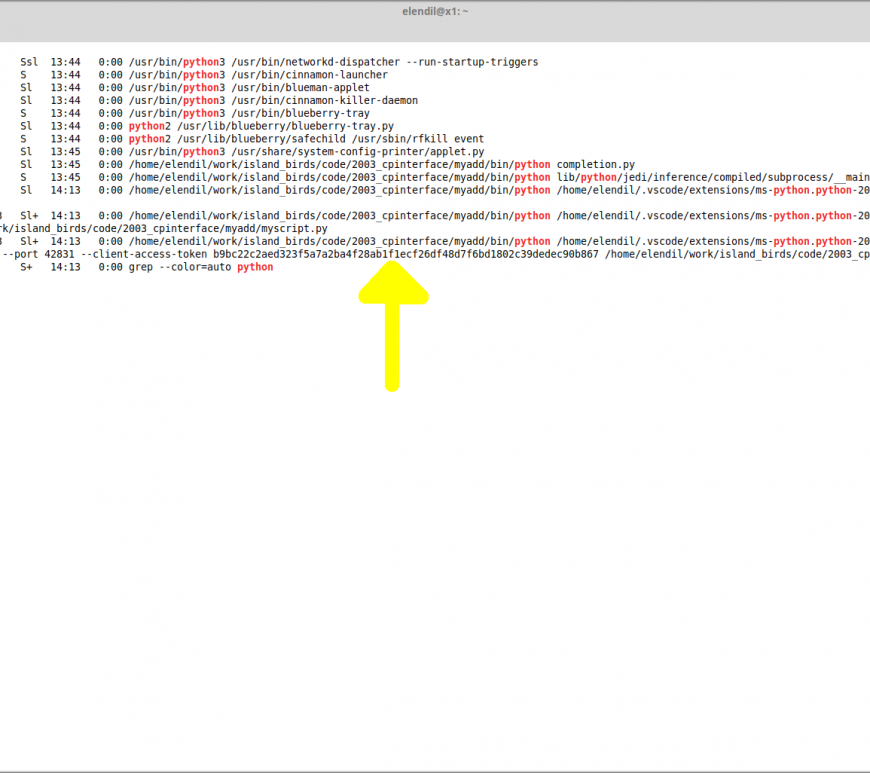 elendil@x1: ~
Ssl 13:44 0:00 /usr/bin/python3 /usr/bin/networkd-dispatcher --run-startup-triggers
S 13:44 0:00 /usr/bin/python3 /usr/bin/cinnamon-launcher
Sl 13:44 0:00 /usr/bin/python3 /usr/bin/blueman-applet
Sl 13:44 0:00 /usr/bin/python3 /usr/bin/cinnamon-killer-daemon
S 13:44 0:00 /usr/bin/python3 /usr/bin/blueberry-tray
Sl 13:44 0:00 python2 /usr/lib/blueberry/blueberry-tray.py
S 13:44 0:00 python2 /usr/lib/blueberry/safechild /usr/sbin/rfkill event
Sl 13:45 0:00 /usr/bin/python3 /usr/share/system-config-printer/applet.py
Sl 13:45 0:00 /home/elendil/work/island_birds/code/2003_cpinterface/myadd/bin/python completion.py
S 13:45 0:00 /home/elendil/work/island_birds/code/2003_cpinterface/myadd/bin/python lib/python/jedi/inference/compiled/subprocess/__main
Sl 14:13 0:00 /home/elendil/work/island_birds/code/2003_cpinterface/myadd/bin/python /home/elendil/.vscode/extensions/ms-python.python-20
3 Sl+ 14:13 0:00 /home/elendil/work/island_birds/code/2003_cpinterface/myadd/bin/python /home/elendil/.vscode/extensions/ms-python.python-20
rk/island_birds/code/2003_cpinterface/myadd/myscript.py
3 Sl+ 14:13 0:00 /home/elendil/work/island_birds/code/2003_cpinterface/myadd/bin/python /home/elendil/.vscode/extensions/ms-python.python-20
--port 42831 --client-access-token b9bc22c2aed323f5a7a2ba4f28ab1f1ecf26df48d7f6bd1802c39dedec90b867 /home/elendil/work/island_birds/code/2003_cp
S+ 14:13 0:00 grep --color=auto python